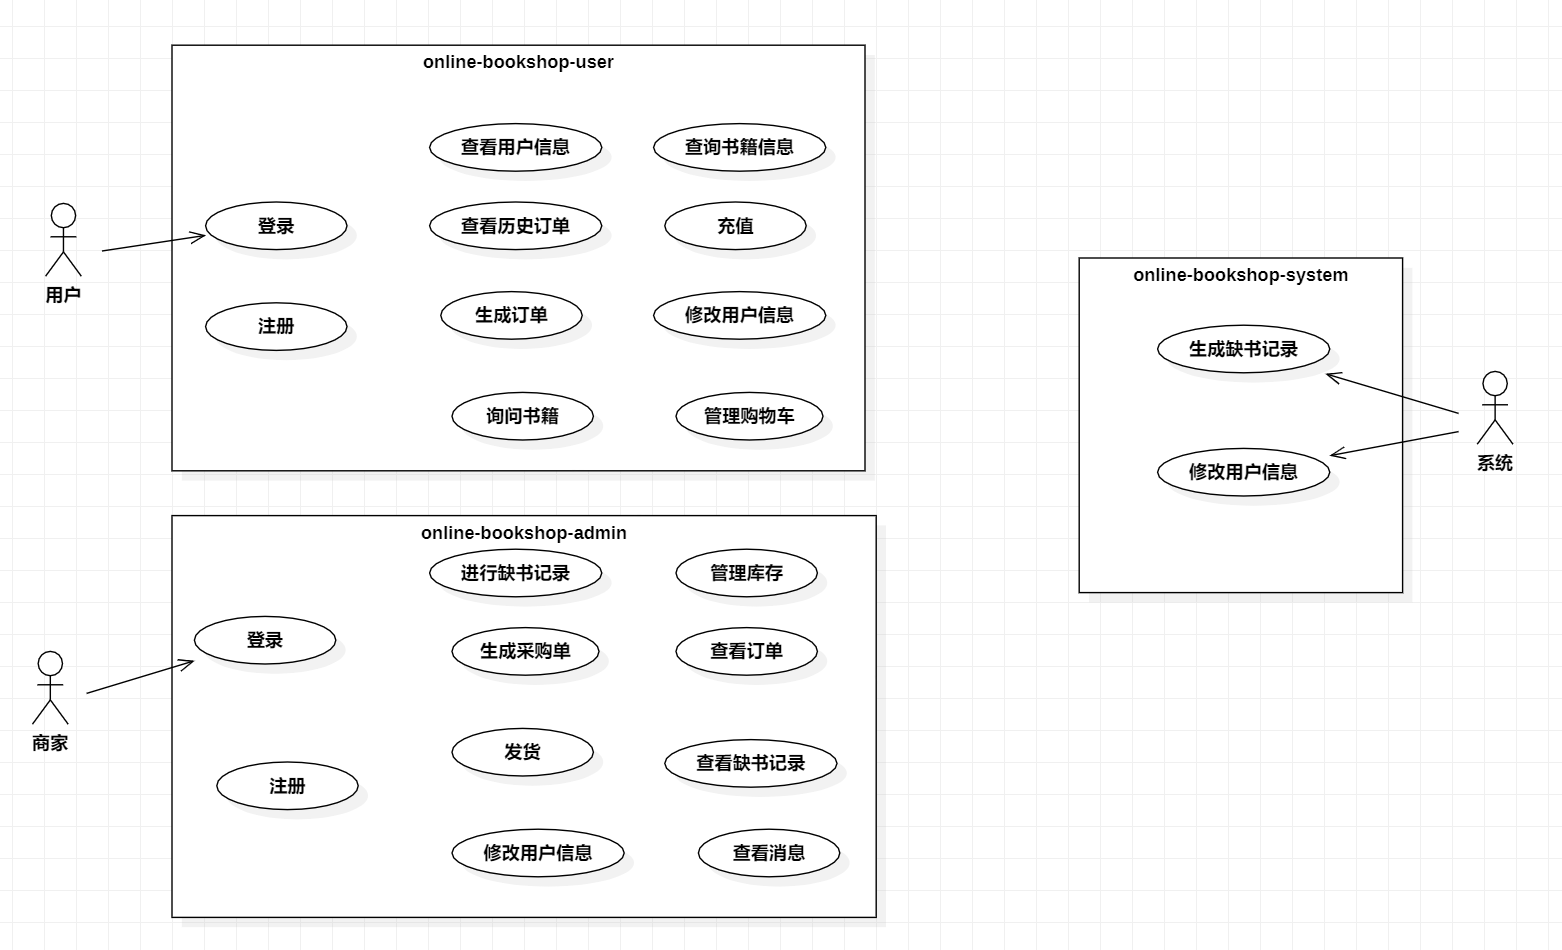 online-bookshop-user
查看用户信息
查询书籍信息
登录
查看历史订单
充值
用户
注册
生成订单
修改用户信息
询问书籍
管理购物车
online-bookshop-admin
进行缺书记录
管理库存
登录
生成采购单
查看订单
商家
注册
发货
查看缺书记录
修改用户信息
查看消息
online-bookshop-system
生成缺书记录
修改用户信息
系统